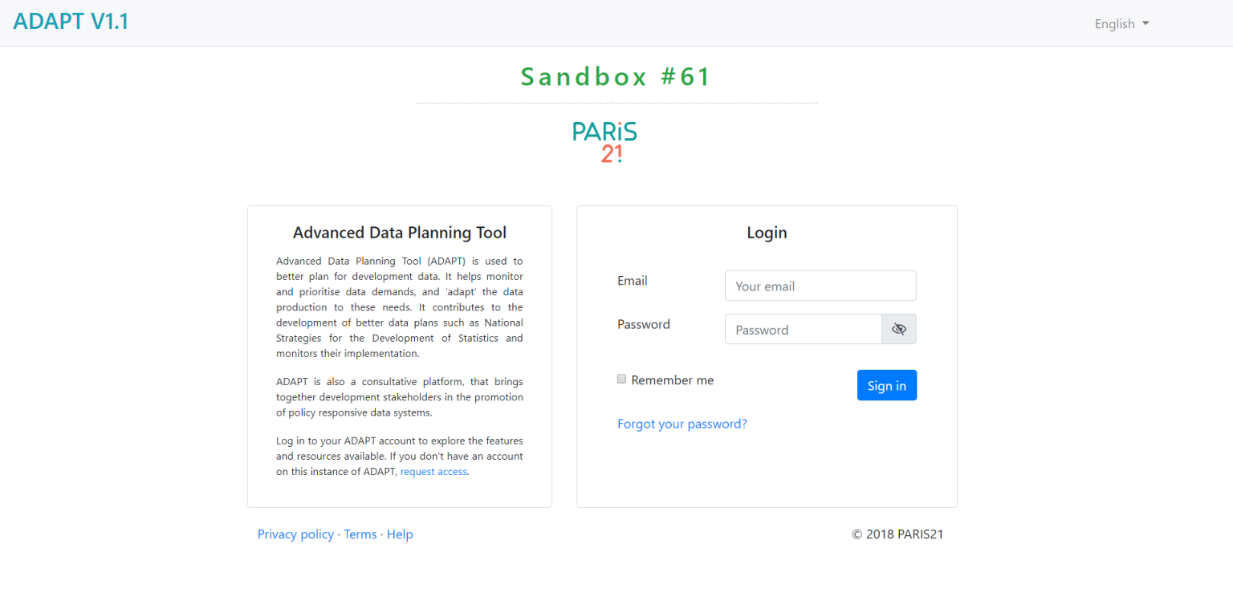 ADAPT V1.1
English
Sandbox #61
PARiS
21!
Advanced Data Planning Tool
Advanced Data Planning Tool (ADAPT) is used to
better plan for development data. It helps monitor
and prioritise data demands, and 'adapt' the data
production to these needs. It contributes to the
development of better data plans such as National
Strategies for the Development of Statistics and
monitors their implementation.
ADAPT is also a consultative platform, that brings
together development stakeholders in the promotion
of policy responsive data systems.
Log in to your ADAPT account to explore the features
and resources available. If you don't have an account
on this instance of ADAPT, request access.
Login
Email
Your email
Password
Password
Remember me
Sign in
Forgot your password?
Privacy policy · Terms · Help
© 2018 PARIS21